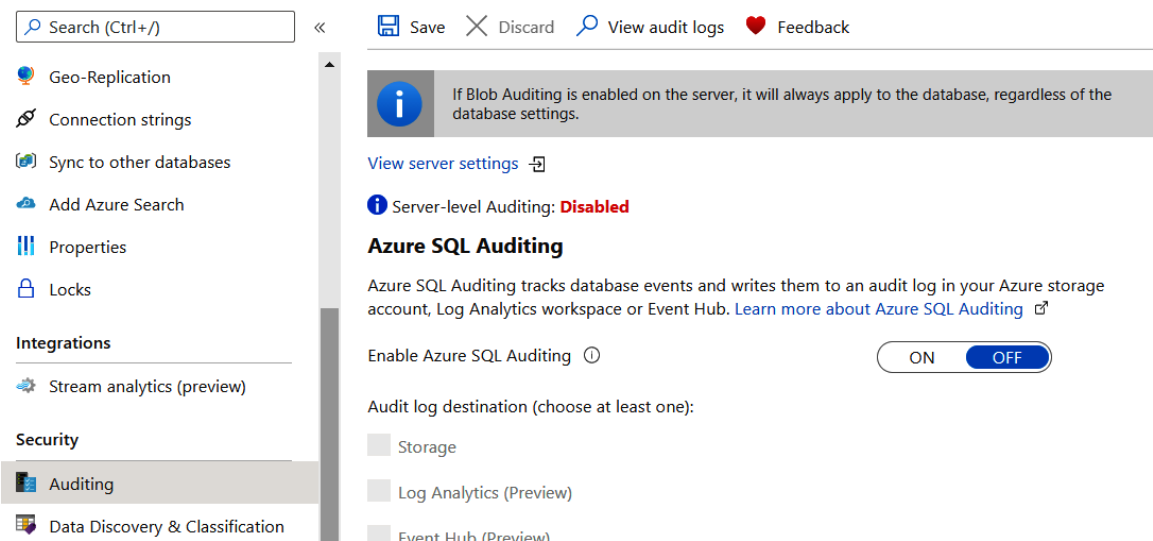 Search (Ctrl+/)
«
Geo-Replication
Connection strings
Sync to other databases
Add Azure Search
Properties
Locks
Integrations
Stream analytics (preview)
Security
Auditing
Data Discovery & Classification
Save Discard View audit logs Feedback
If Blob Auditing is enabled on the server, it will always apply to the database, regardless of the
database settings.
View server settings
Server-level Auditing: Disabled
Azure SQL Auditing
Azure SQL Auditing tracks database events and writes them to an audit log in your Azure storage
account, Log Analytics workspace or Event Hub. Learn more about Azure SQL Auditing
Enable Azure SQL Auditing
ON OFF
Audit log destination (choose at least one):
Storage
Log Analytics (Preview)
Event Hub (Preview)